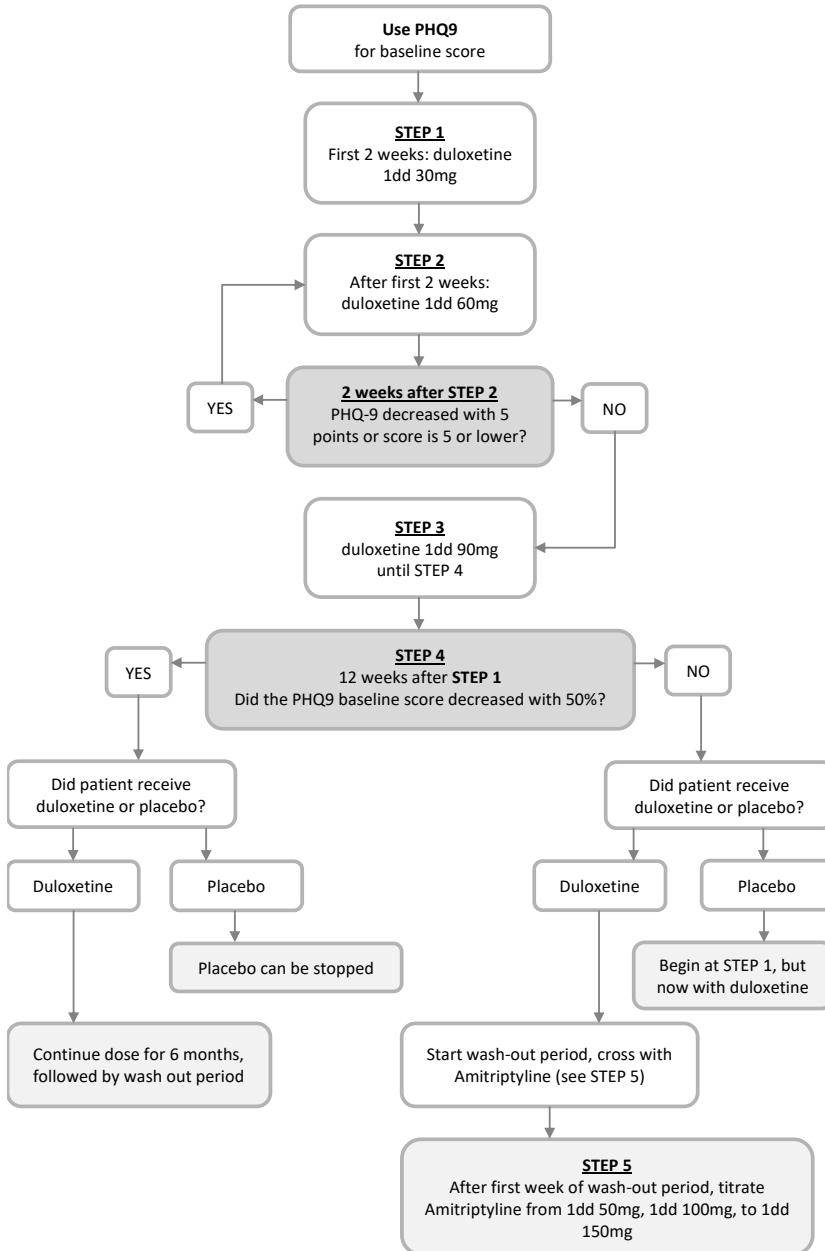 Use PHQ9
for baseline score
STEP 1
First 2 weeks: duloxetine
1dd 30mg
STEP 2
After first 2 weeks:
duloxetine 1dd 60mg
YES
2 weeks after STEP 2
PHQ-9 decreased with 5
points or score is 5 or lower?
NO
STEP 3
duloxetine 1dd 90mg
until STEP 4
YES
STEP 4
12 weeks after STEP 1
Did the PHQ9 baseline score decreased with 50%?
NO
Did patient receive
duloxetine or placebo?
Did patient receive
duloxetine or placebo?
Duloxetine
Placebo
Duloxetine
Placebo
Placebo can be stopped
Begin at STEP 1, but
now with duloxetine
Continue dose for 6 months,
followed by wash out period
Start wash-out period, cross with
Amitriptyline (see STEP 5)
STEP 5
After first week of wash-out period, titrate
Amitriptyline from 1dd 50mg, 1dd 100mg, to 1dd
150mg